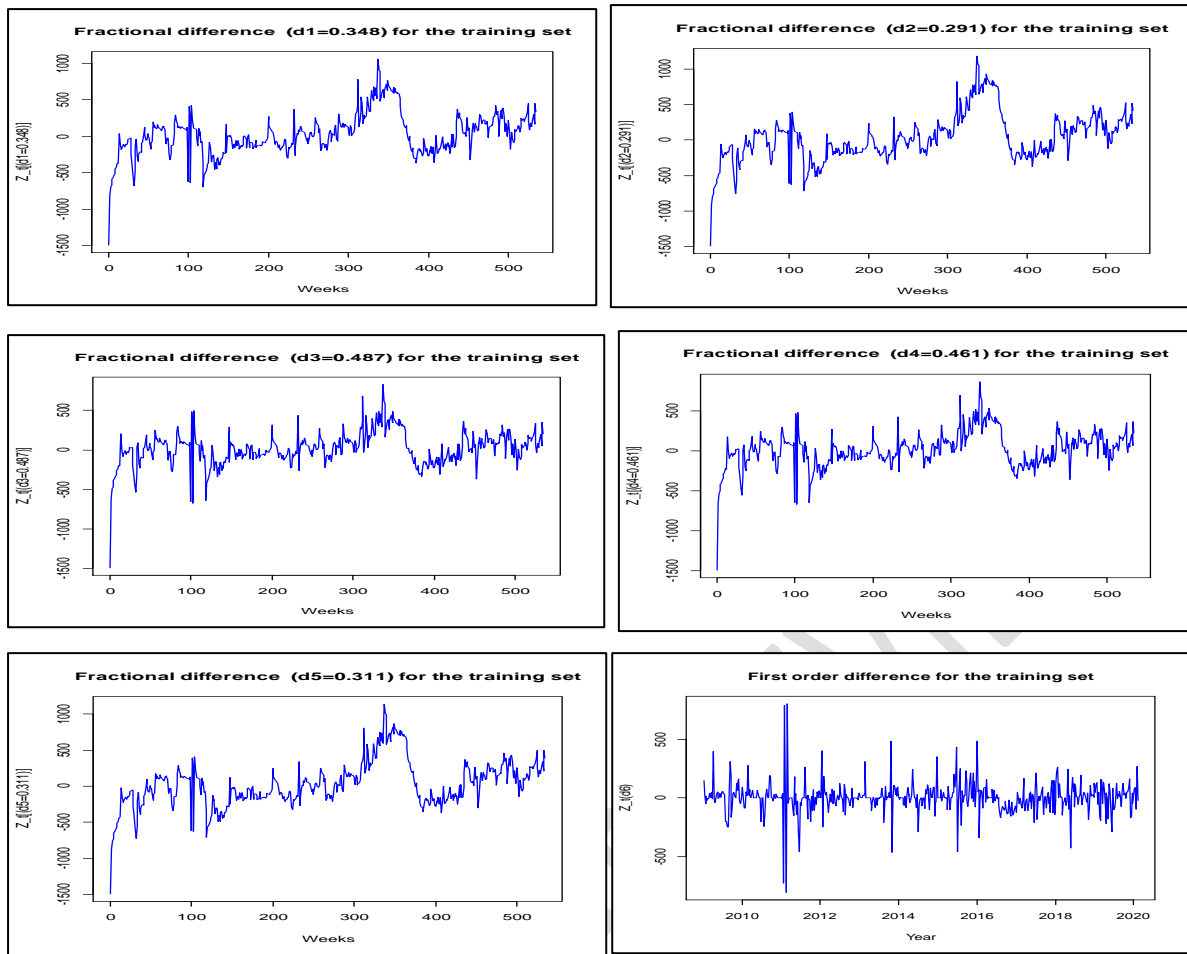 Fractional difference (d1=0.348) for the training set
Z_t[(d1=0.348)]
1000
500
0
-500
-1000
-1500
0 100 200 300 400 500
Weeks
Fractional difference (d2=0.291) for the training set
Z_t[(d2=0.291)]
1000
500
0
-500
-1000
-1500
0 100 200 300 400 500
Weeks
Fractional difference (d3=0.487) for the training set
Z_t[(d3=0.487)]
500
0
-500
-1000
-1500
0 100 200 300 400 500
Weeks
Fractional difference (d4=0.461) for the training set
Z_t[(d4=0.461)]
500
0
-500
-1000
-1500
0 100 200 300 400 500
Weeks
Fractional difference (d5=0.311) for the training set
Z_t[(d5=0.311)]
1000
500
0
-500
-1000
-1500
0 100 200 300 400 500
Weeks
First order difference for the training set
Z_t(d6)
500
0
-500
2010 2012 2014 2016 2018 2020
Year